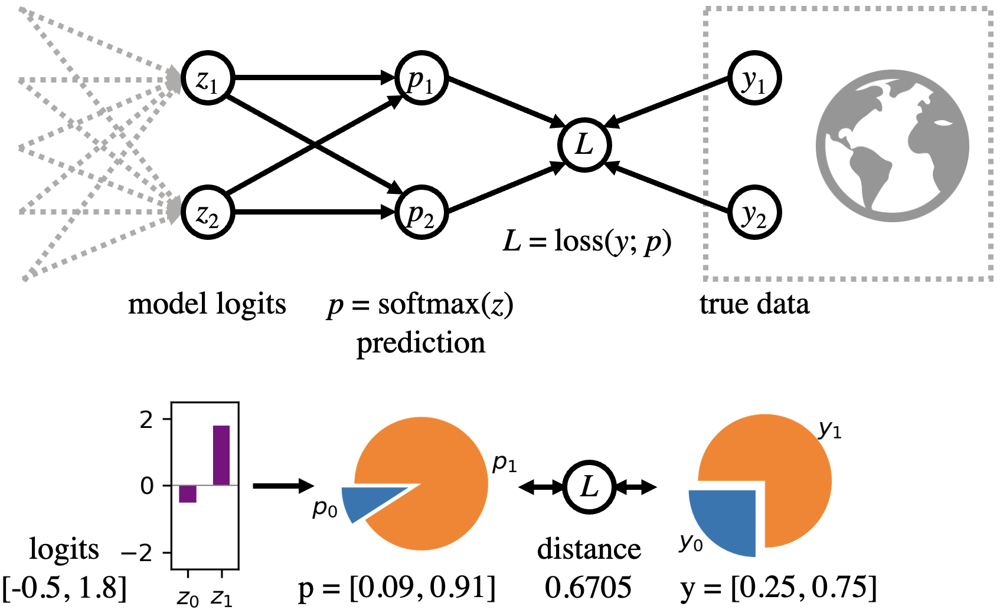 z1
p1
y1
L
z2
p2
y2
L = loss(y; p)
model logits
p = softmax(z)
prediction
true data
2
0
−2
z0 z1
logits
[-0.5, 1.8]
p1
p0
p = [0.09, 0.91]
L
distance
0.6705
y1
y0
y = [0.25, 0.75]